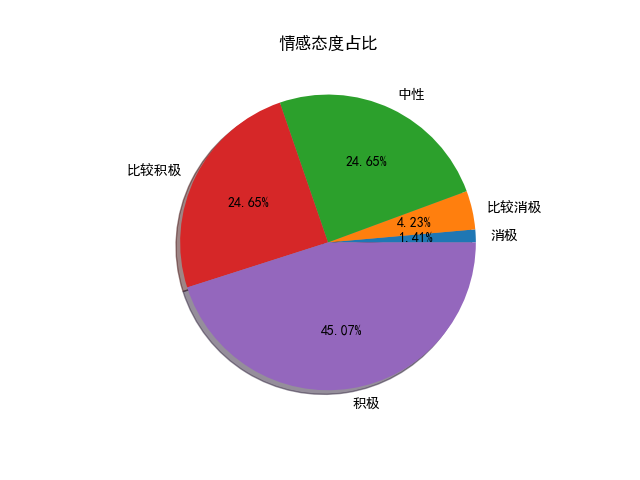 情感态度占比
中性
24.65%
比较积极
24.65%
比较消极
4.23%
消极
1.41%
45.07%
积极